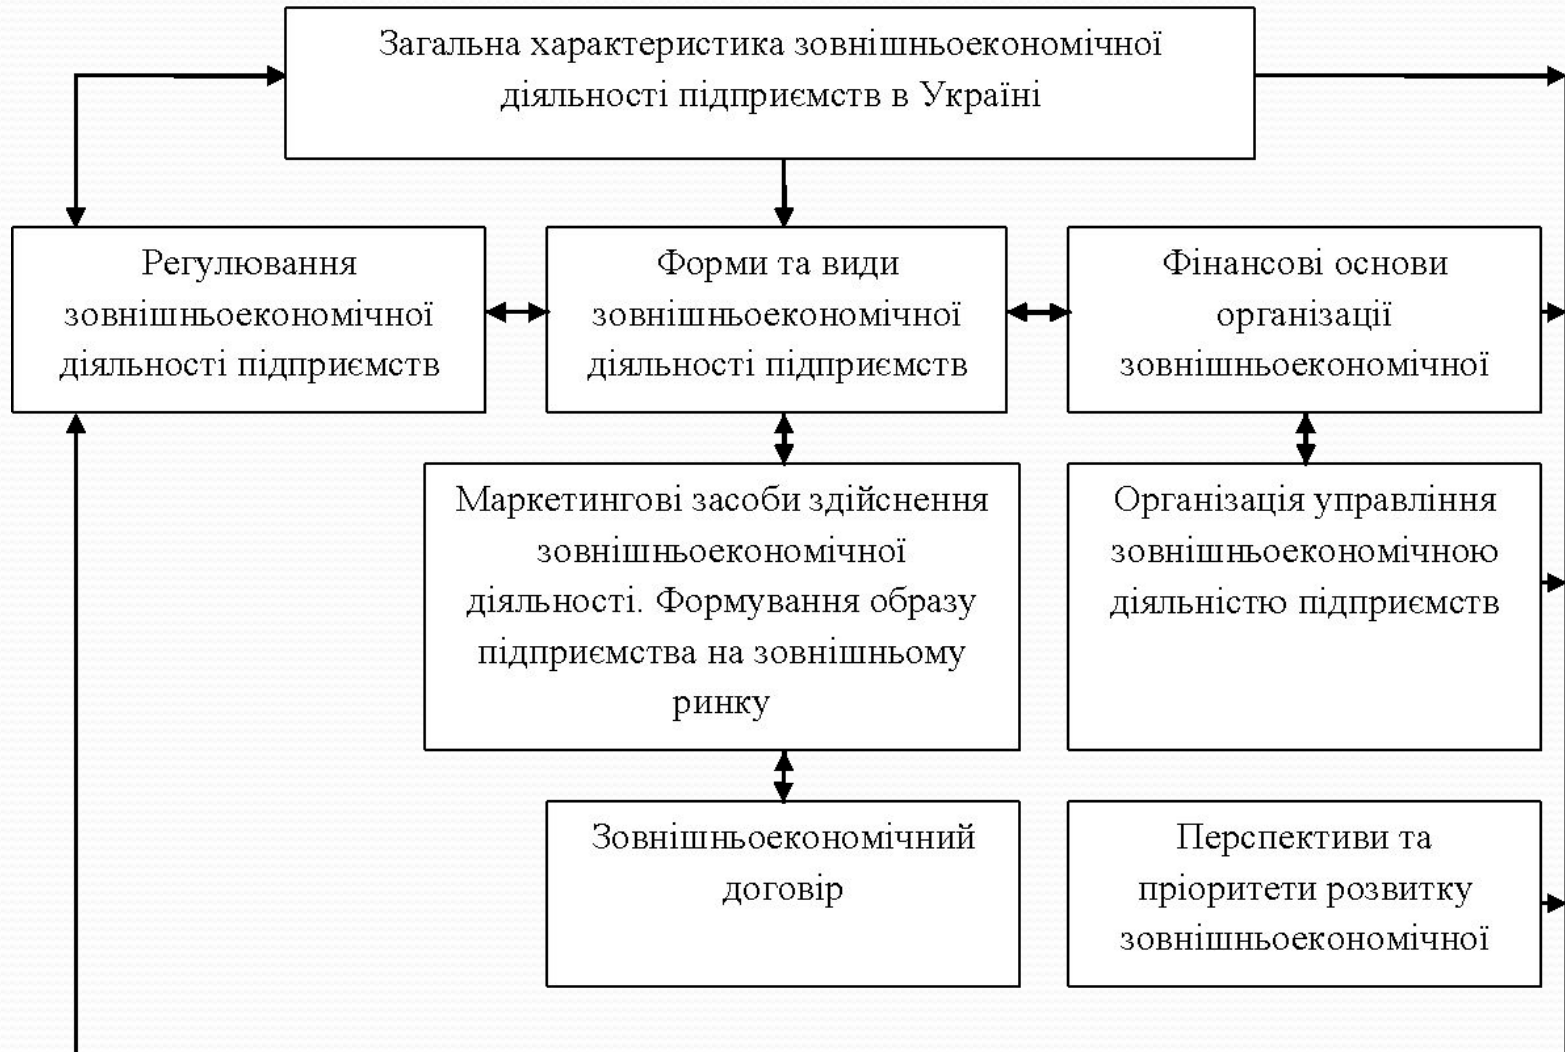 Загальна характеристика зовнішньоекономічної
діяльності підприємств в Україні
Регулювання
зовнішньоекономічної
діяльності підприємств
Форми та види
зовнішньоекономічної
діяльності підприємств
Фінансові основи
організації
зовнішньоекономічної
Маркетингові засоби здійснення
зовнішньоекономічної
діяльності. Формування образу
підприємства на зовнішньому
ринку
Організація управління
зовнішньоекономічною
діяльністю підприємств
Зовнішньоекономічний
договір
Перспективи та
пріоритети розвитку
зовнішньоекономічної